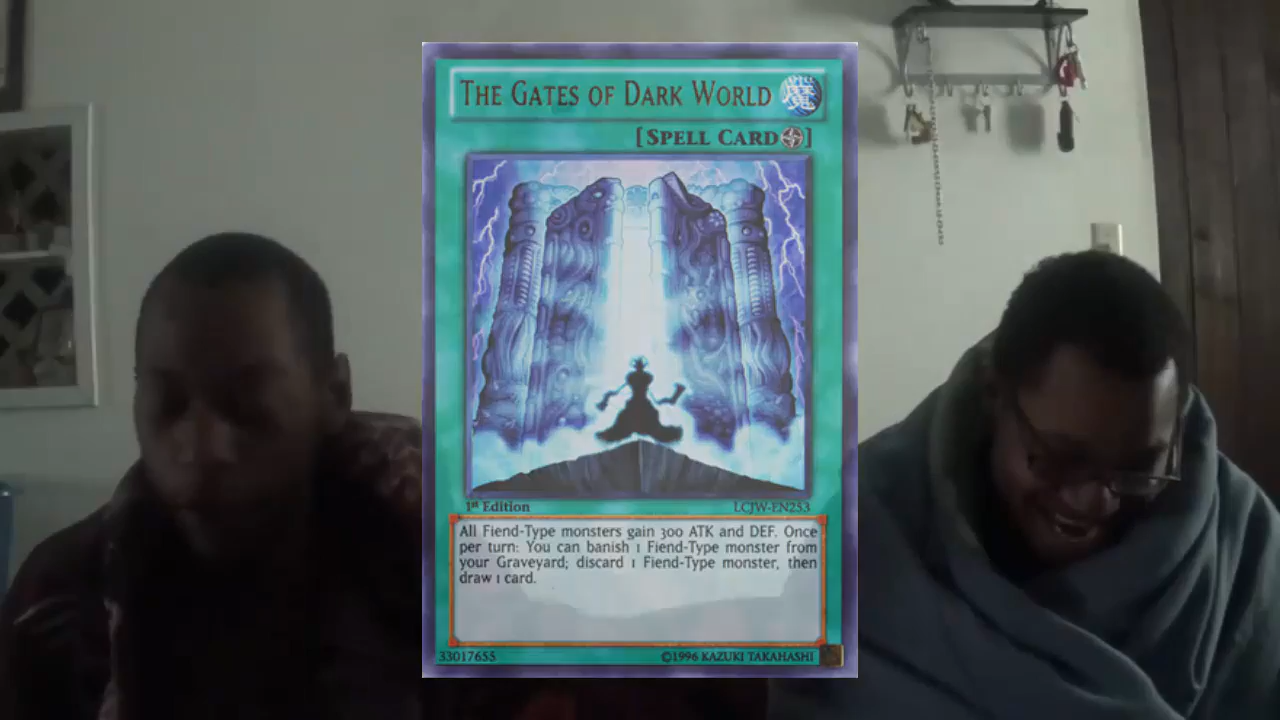 THE GATES OF DARK WORLD 魔
[SPELL CARD]
1st Edition LCJW-EN253
All Fiend-Type monsters gain 300 ATK and DEF. Once
per turn: You can banish 1 Fiend-Type monster from
your Graveyard; discard 1 Fiend-Type monster, then
draw 1 card.
33017655 ©1996 KAZUKI TAKAHASHI